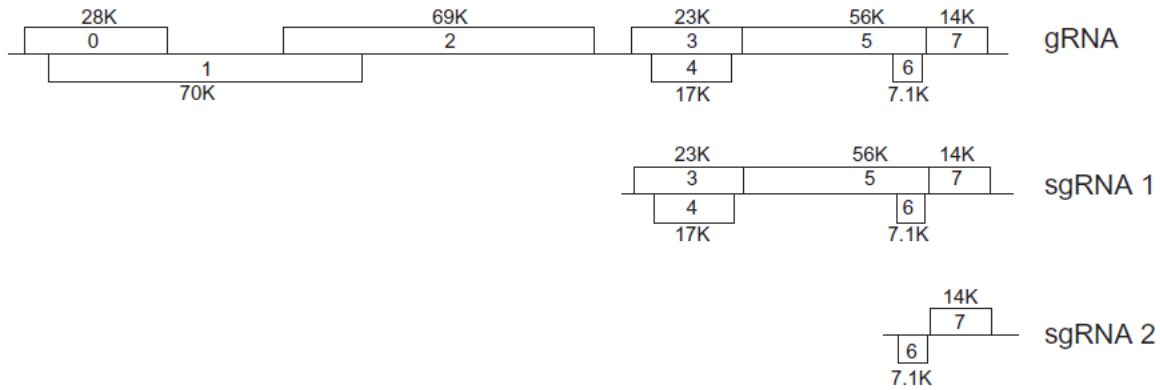 28K 69K 23K 56K 14K
0 2 3 5 7 gRNA
1 4 6
70K 17K 7.1K
23K 56K 14K
3 5 7 sgRNA 1
4 6
17K 7.1K
14K
7 sgRNA 2
6
7.1K